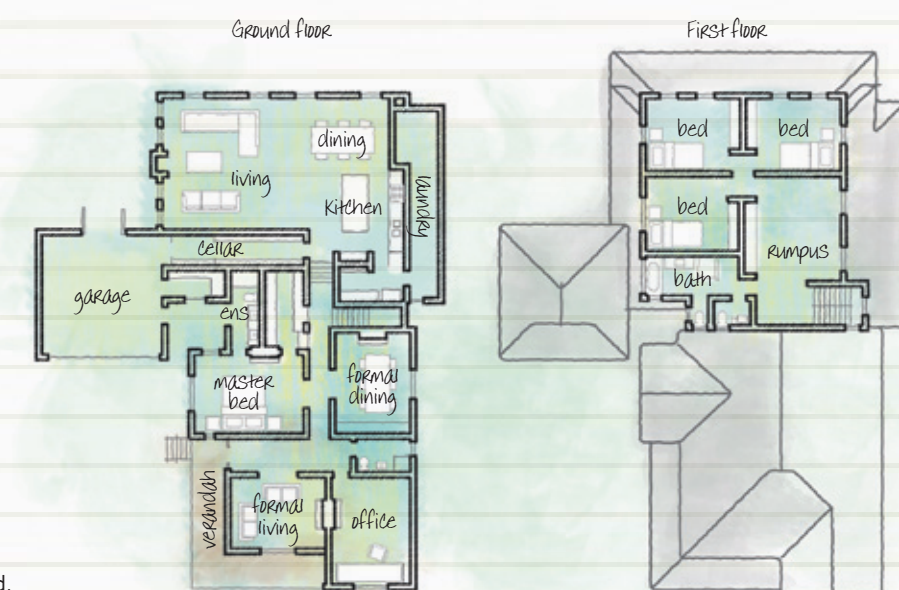 Ground floor
First floor
dining
living
Kitchen
laundry
cellar
garage
ens
master
bed
formal
dining
verandah
formal
living
office
bed
bed
bed
rumpus
bath
d.